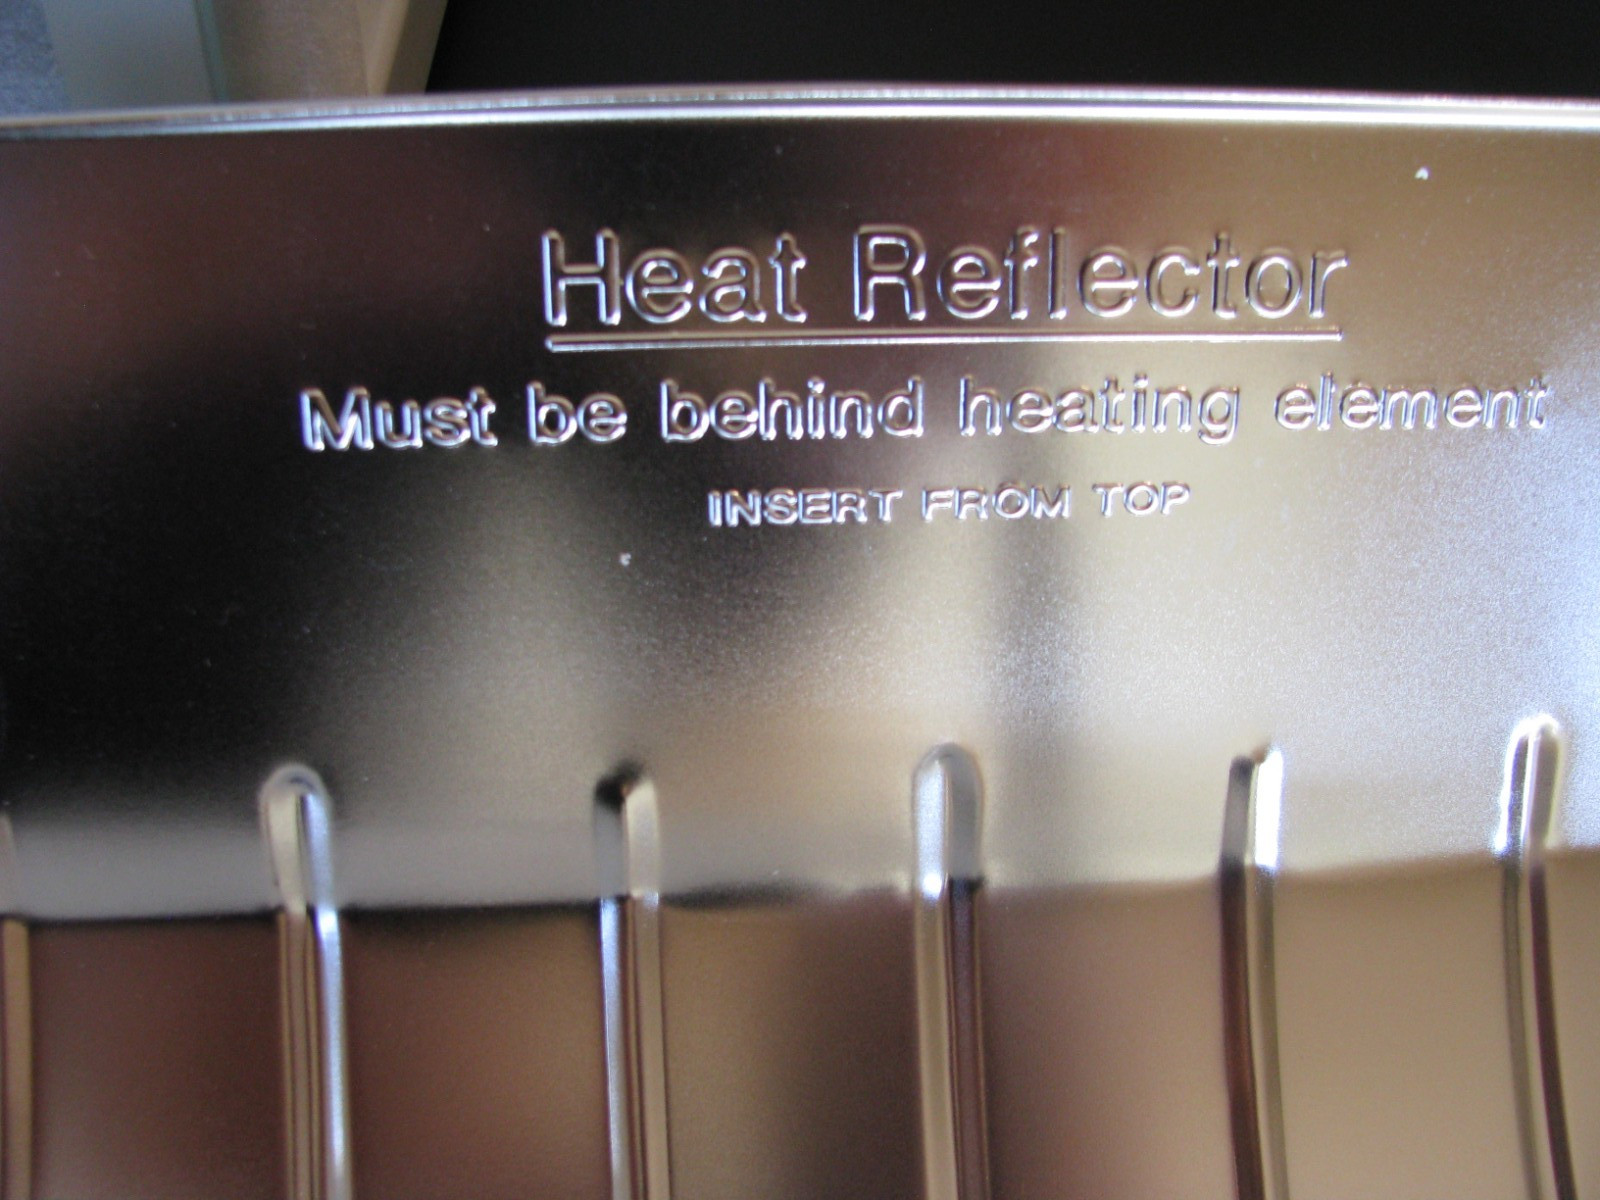 Heat Reflector
Must be behind heating element
INSERT FROM TOP